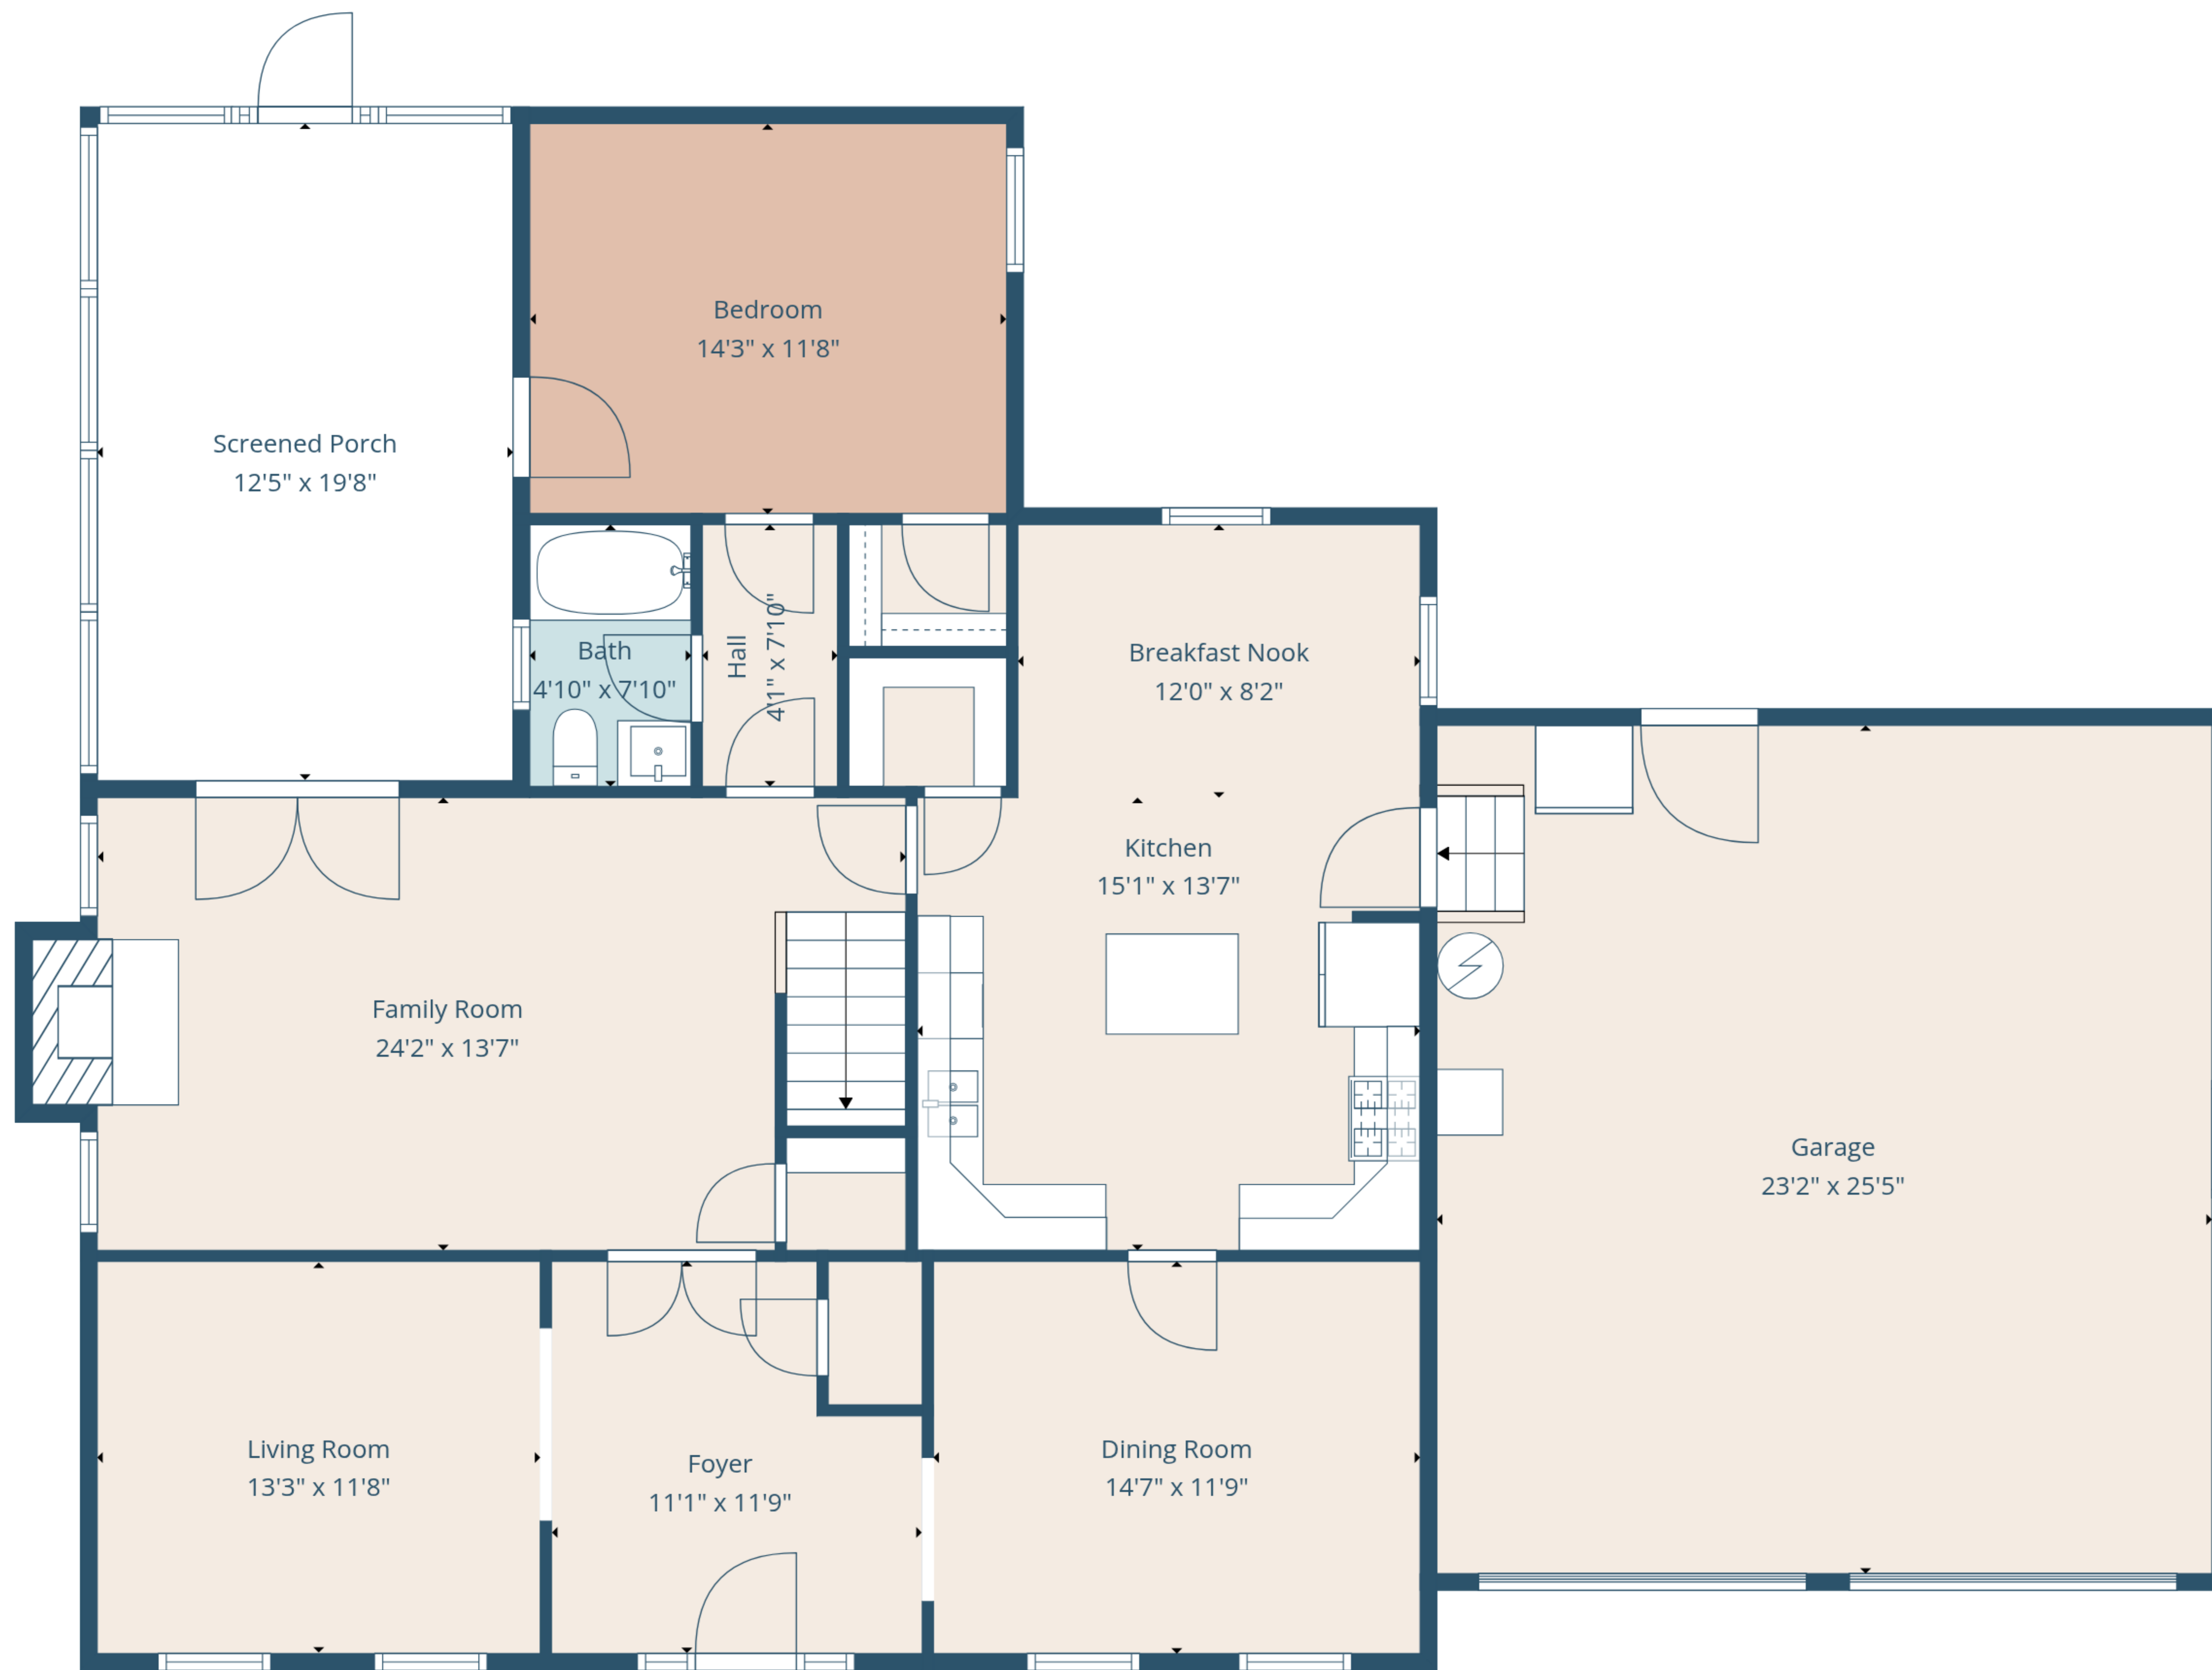 Bedroom
14'3" x 11'8"
Screened Porch
12'5" x 19'8"
Bath
4'10" x 7'10"
Hall
4'1" x 7'10"
Breakfast Nook
12'0" x 8'2"
Kitchen
15'1" x 13'7"
Family Room
24'2" x 13'7"
Garage
23'2" x 25'5"
Living Room
13'3" x 11'8"
Foyer
11'1" x 11'9"
Dining Room
14'7" x 11'9"